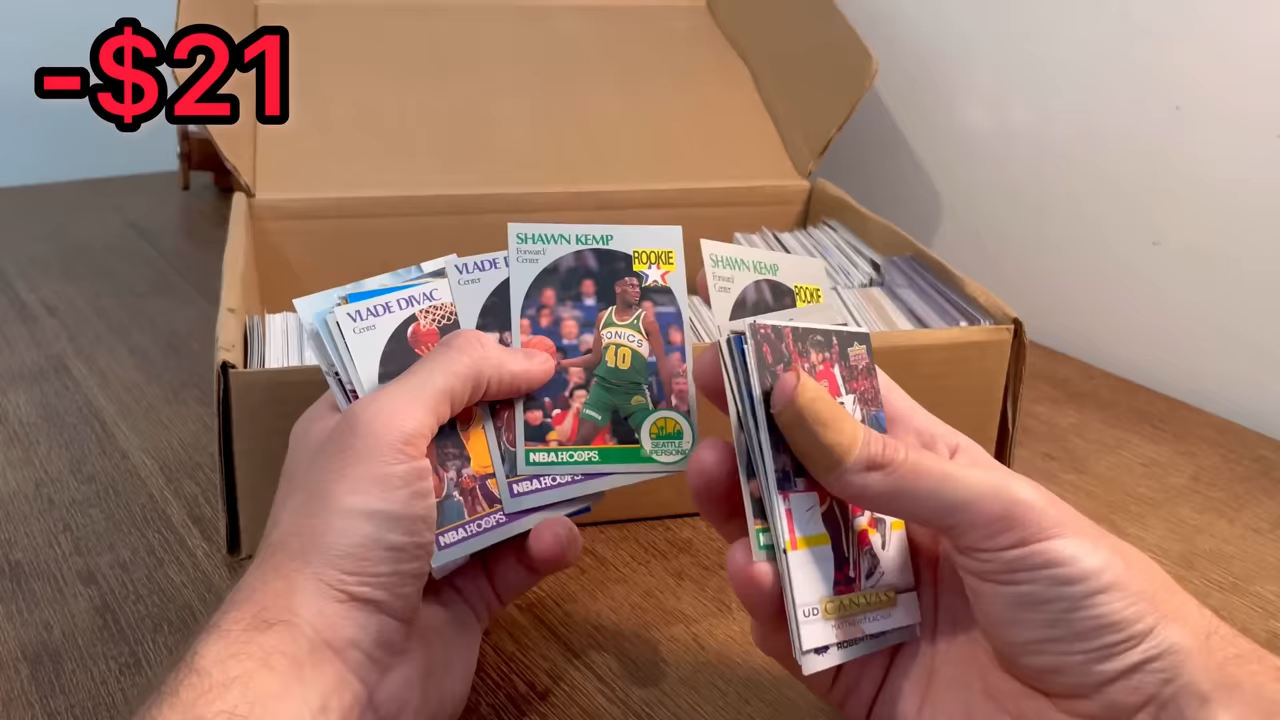 -$21
SHAWN KEMP
Forward/
Center
ROOKIE
SONICS
40
SEATTLE
NBA HOOPS
VLADE
Center
NBA HOOPS
VLADE DIVAC
Center
NBA HOOPS
SHAWN KEMP
Forward/
Center
ROOKIE
UD CANVAS
ROBERTSON